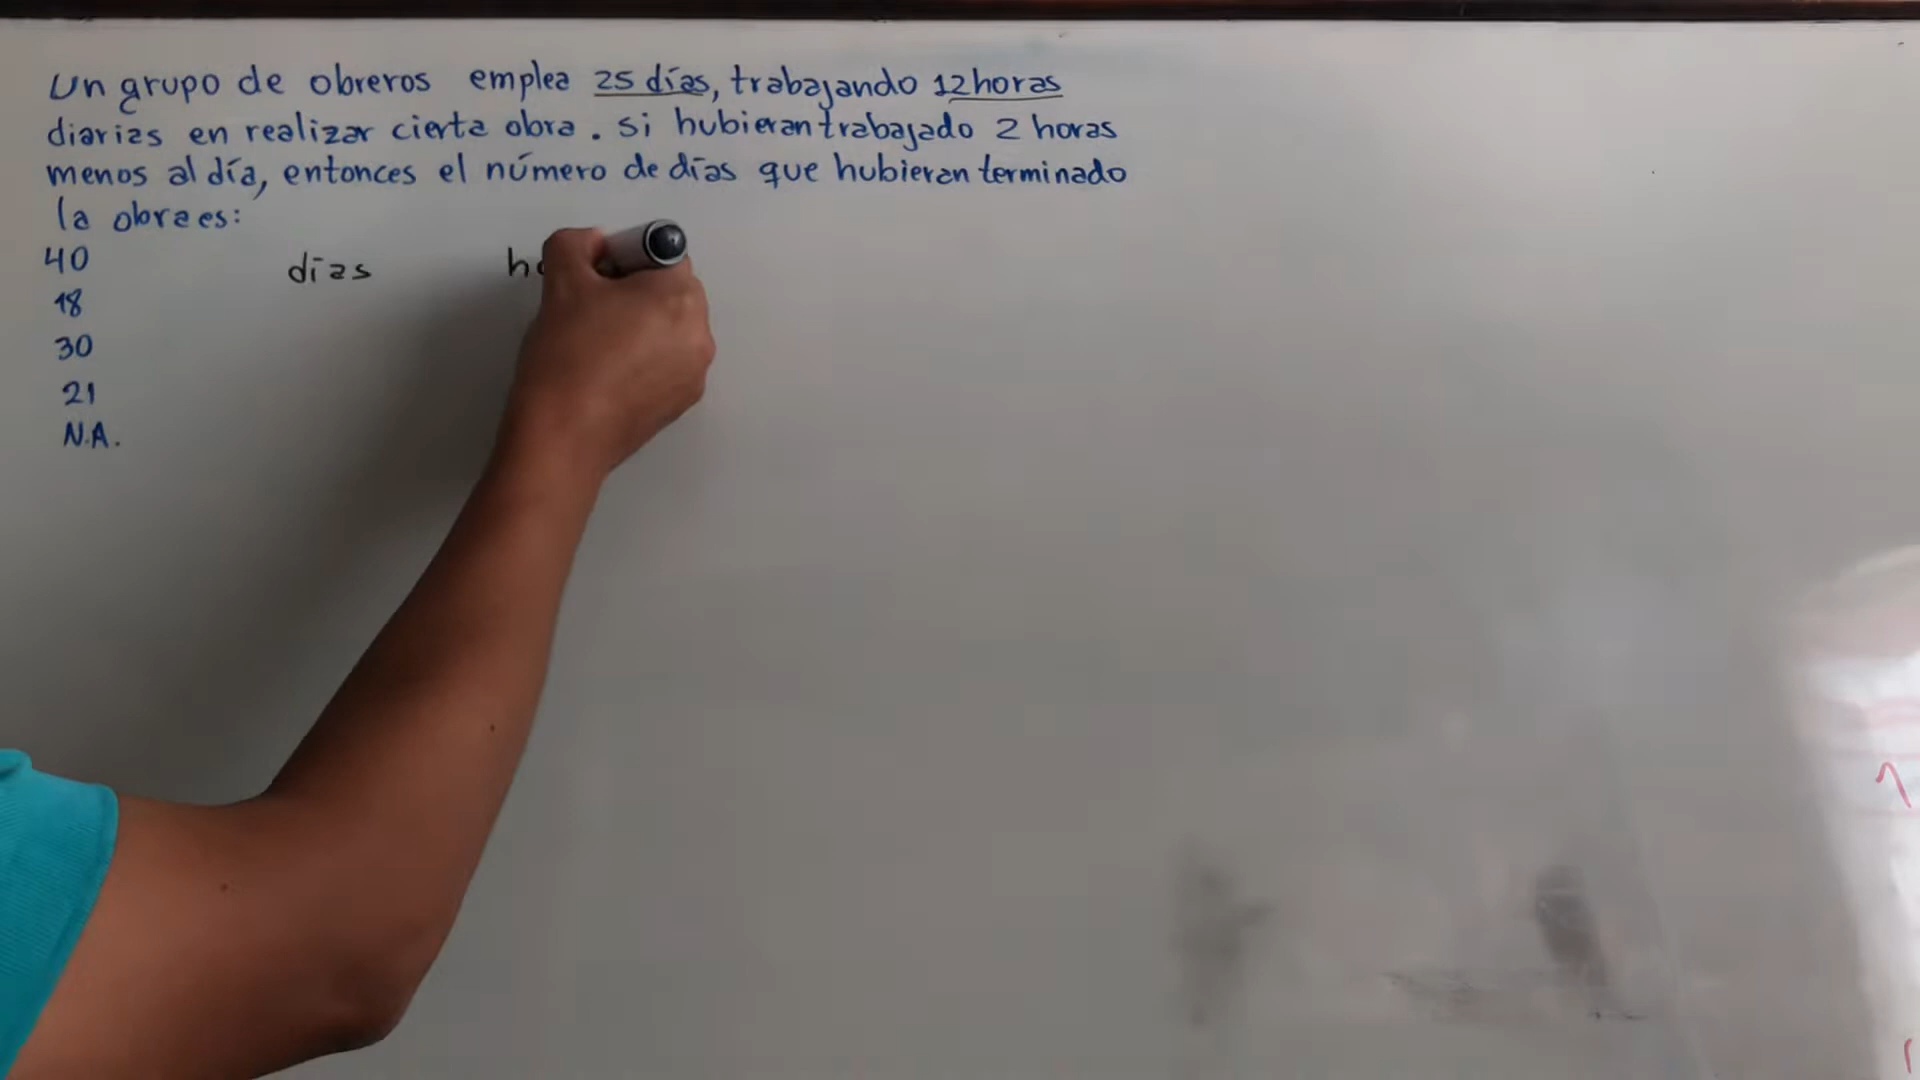 Un grupo de obreros emplea 25 días, trabajando 12 horas
diarias en realizar cierta obra. si hubieran trabajado 2 horas
menos al día, entonces el número de días que hubieran terminado
la obra es:
40
18
30
21
N.A.
días